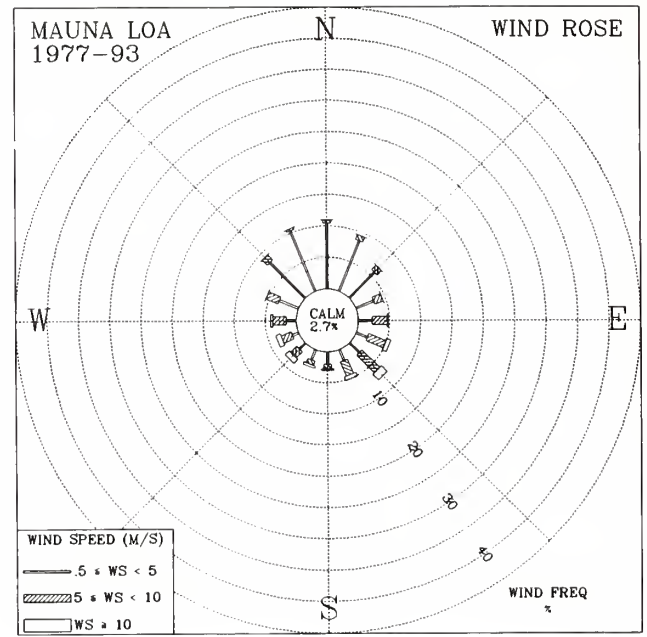 MAUNA LOA
1977-93
WIND ROSE
N
W
CALM
2.7%
E
10
20
30
40
S
WIND SPEED (M/S)
.5 ≤ WS < 5
5 ≤ WS < 10
WS ≥ 10
WIND FREQ
%